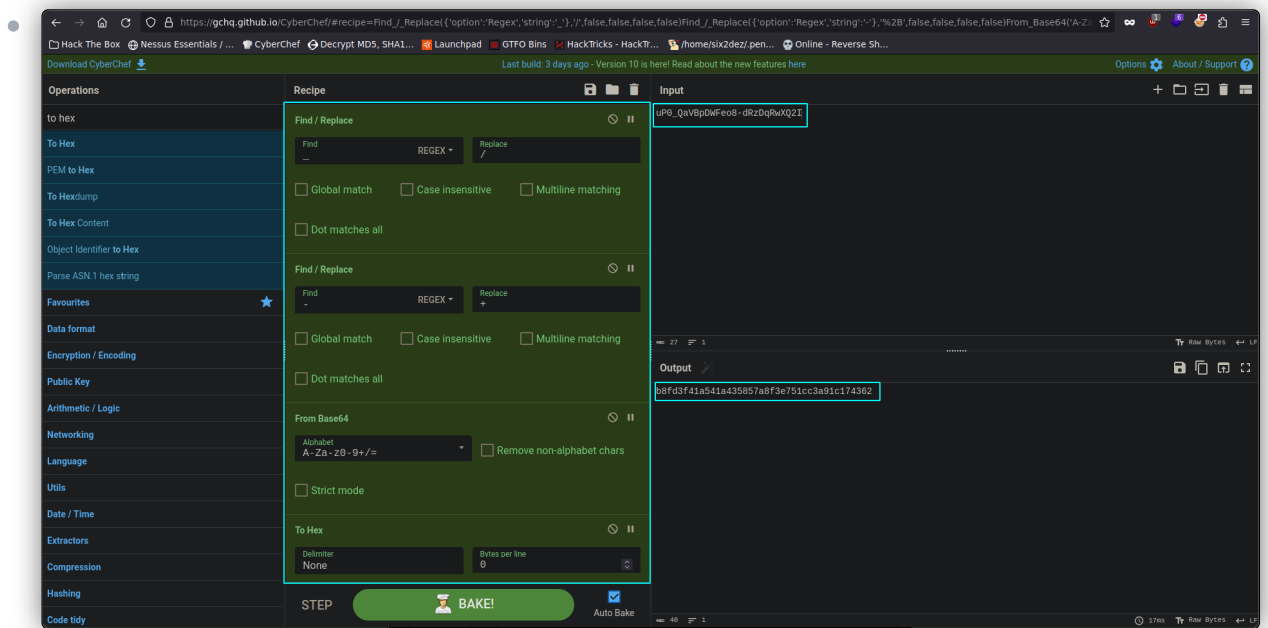 https://gchq.github.io/CyberChef/#recipe=Find_/_Replace({'option':'Regex','string':'_'},'/',false,false,false,false)Find_/_Replace({'option':'Regex','string':'-'},'%2B',false,false,false,false)From_Base64('A-Za
Hack The Box Nessus Essentials / ... CyberChef Decrypt MD5, SHA1... Launchpad GTFO Bins HackTricks - HackTr... /home/six2dez/.pen... Online - Reverse Sh...
Download CyberChef Last build: 3 days ago - Version 10 is here! Read about the new features here Options About / Support
Operations
to hex
To Hex
PEM to Hex
To Hexdump
To Hex Content
Object Identifier to Hex
Parse ASN.1 hex string
Favourites
Data format
Encryption / Encoding
Public Key
Arithmetic / Logic
Networking
Language
Utils
Date / Time
Extractors
Compression
Hashing
Code tidy
Recipe
Find / Replace
Find
_
REGEX
Replace
/
Global match Case insensitive Multiline matching
Dot matches all
Find / Replace
Find
-
REGEX
Replace
+
Global match Case insensitive Multiline matching
Dot matches all
From Base64
Alphabet
A-Za-z0-9+/=
Remove non-alphabet chars
Strict mode
To Hex
Delimiter
None
Bytes per line
0
STEP
BAKE!
Auto Bake
Input
uP0_QaVBpDWFeo8-dRzDqRwXQ2I
27 1 Raw Bytes LF
Output
b8fd3f41a541a435857a8f3e751cc3a91c174362
40 1 17ms Raw Bytes LF